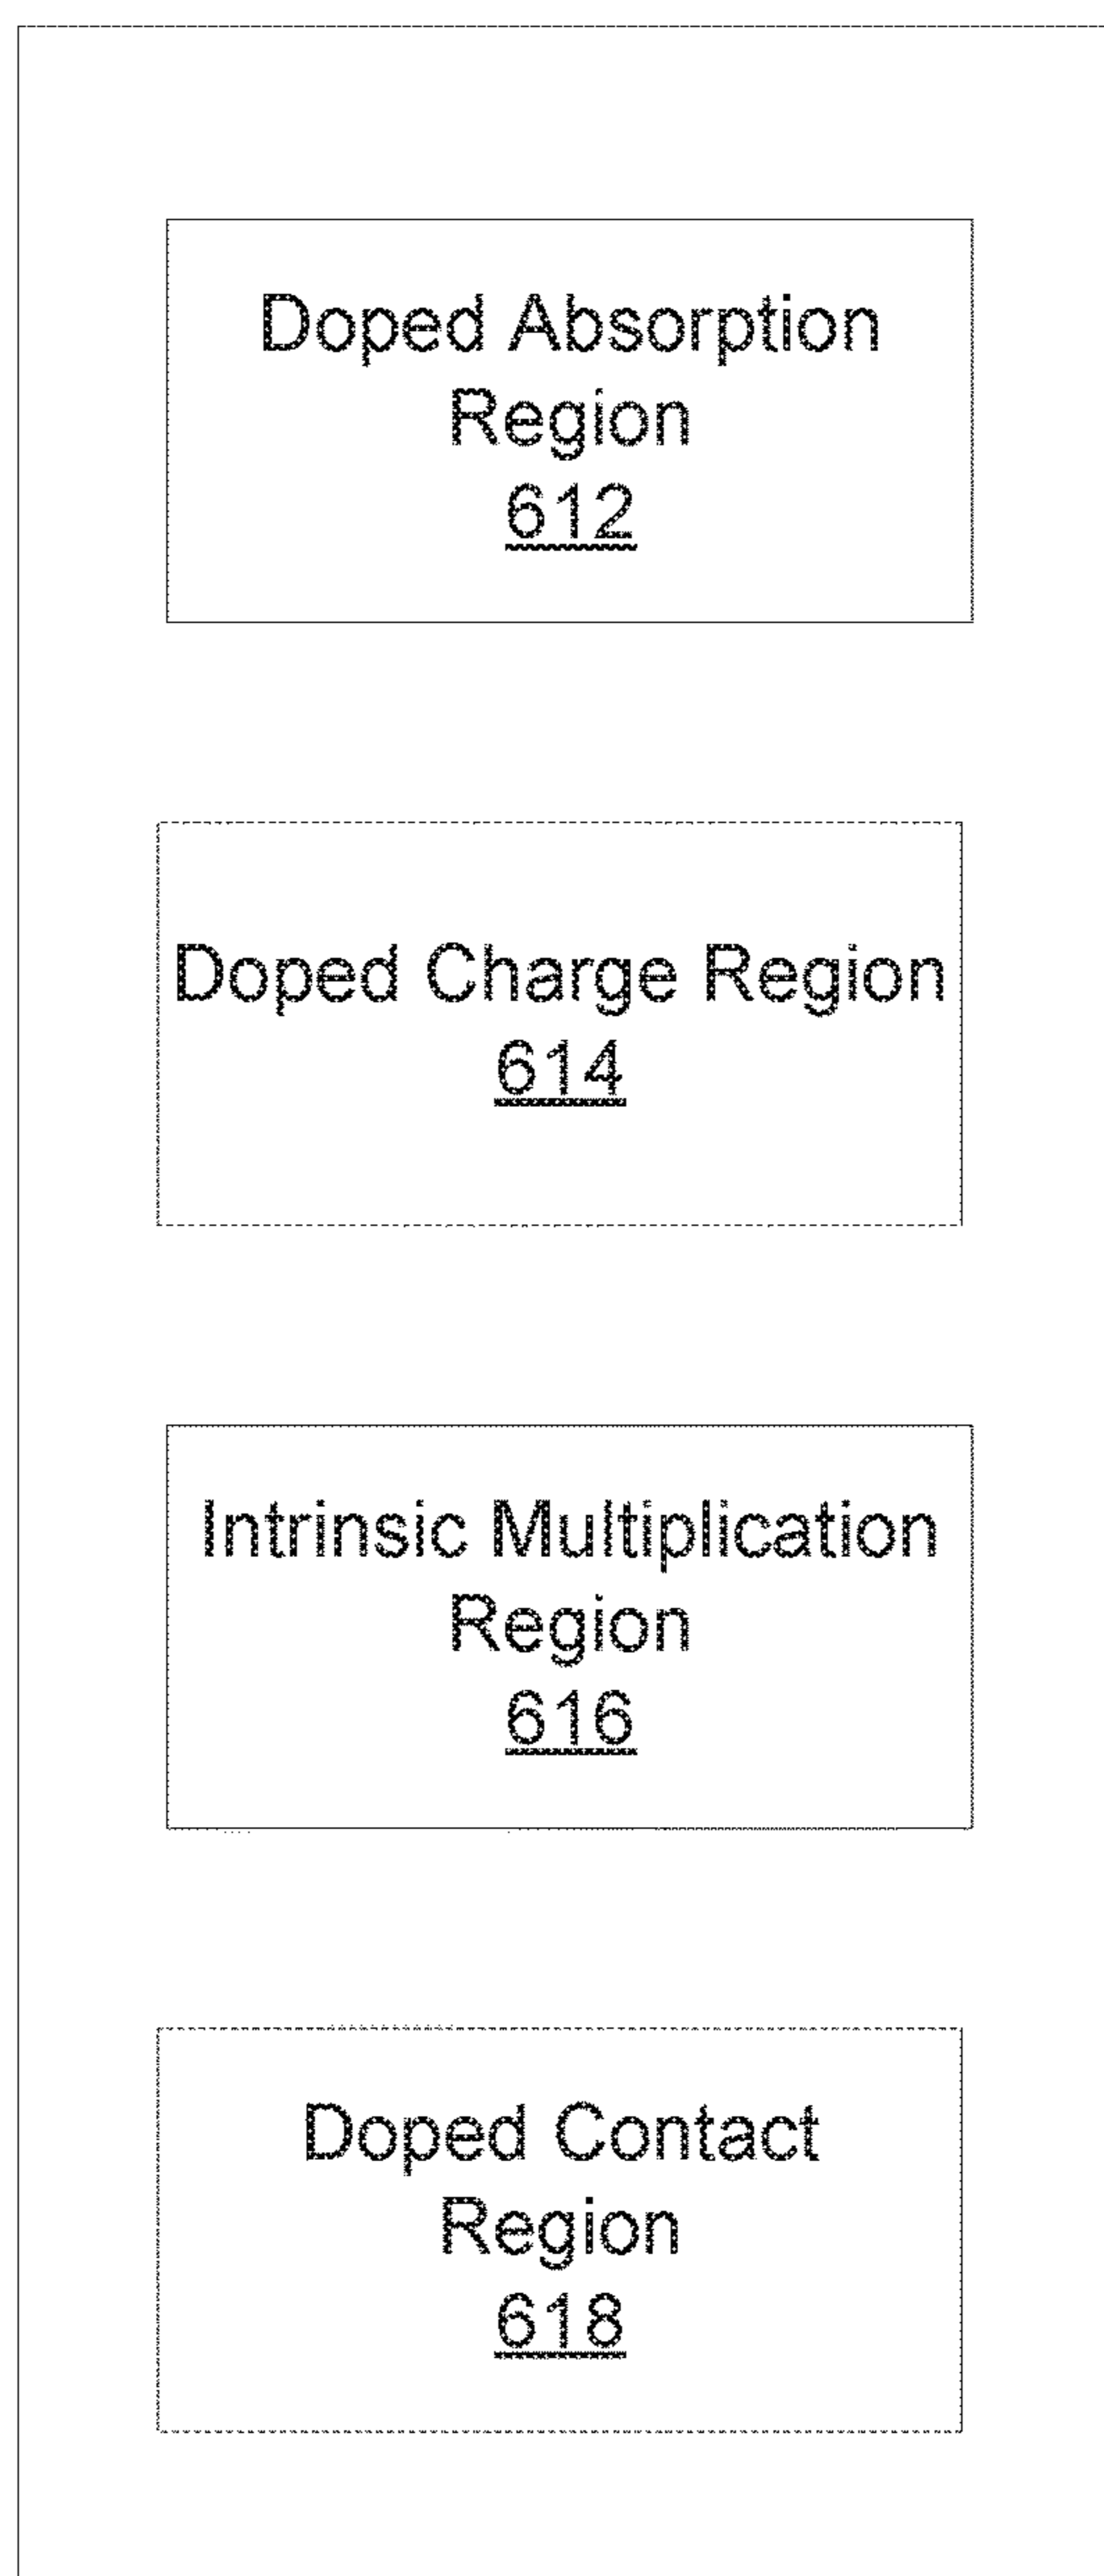 Doped Absorption
Region
612
Doped Charge Region
614
Intrinsic Multiplication
Region
616
Doped Contact
Region
618